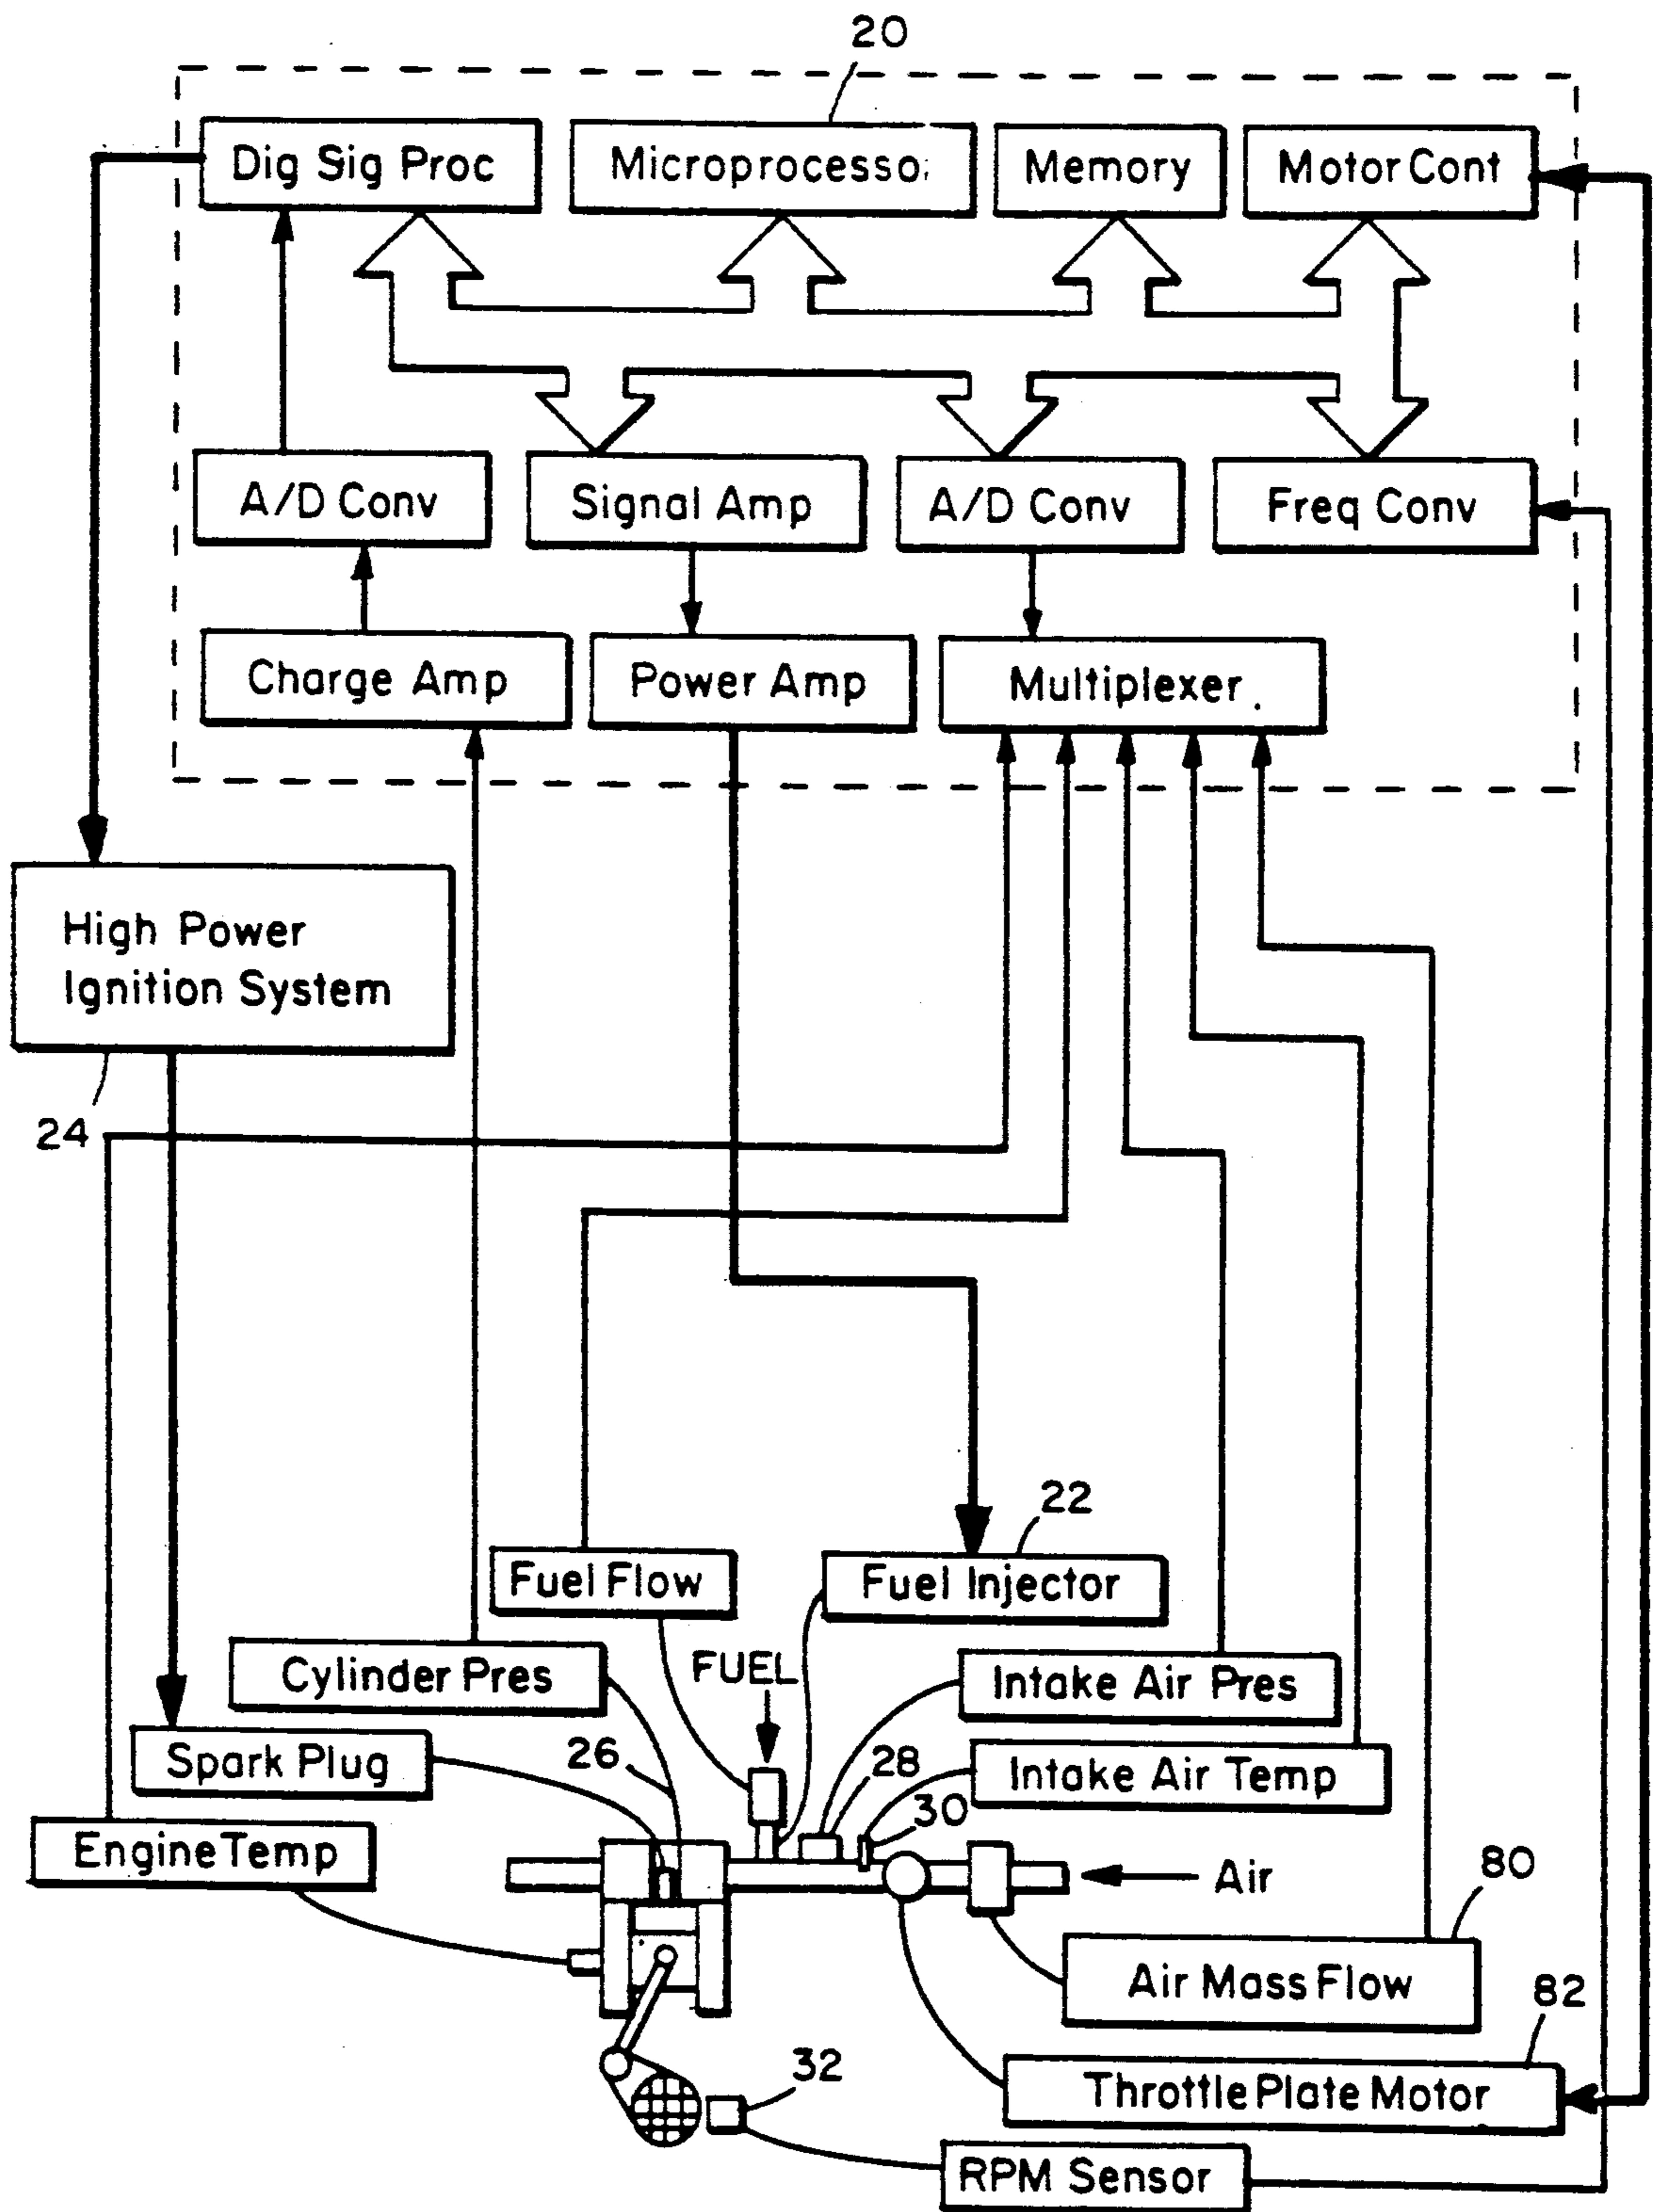 20
Dig Sig Proc
Microprocesso
Memory
Motor Cont
A/D Conv
Signal Amp
A/D Conv
Freq Conv
Charge Amp
Power Amp
Multiplexer
High Power
Ignition System
24
22
Fuel Flow
Fuel Injector
Cylinder Pres
FUEL
Intake Air Pres
Spark Plug
26
28
Intake Air Temp
30
Engine Temp
Air
80
Air Mass Flow
82
32
Throttle Plate Motor
RPM Sensor